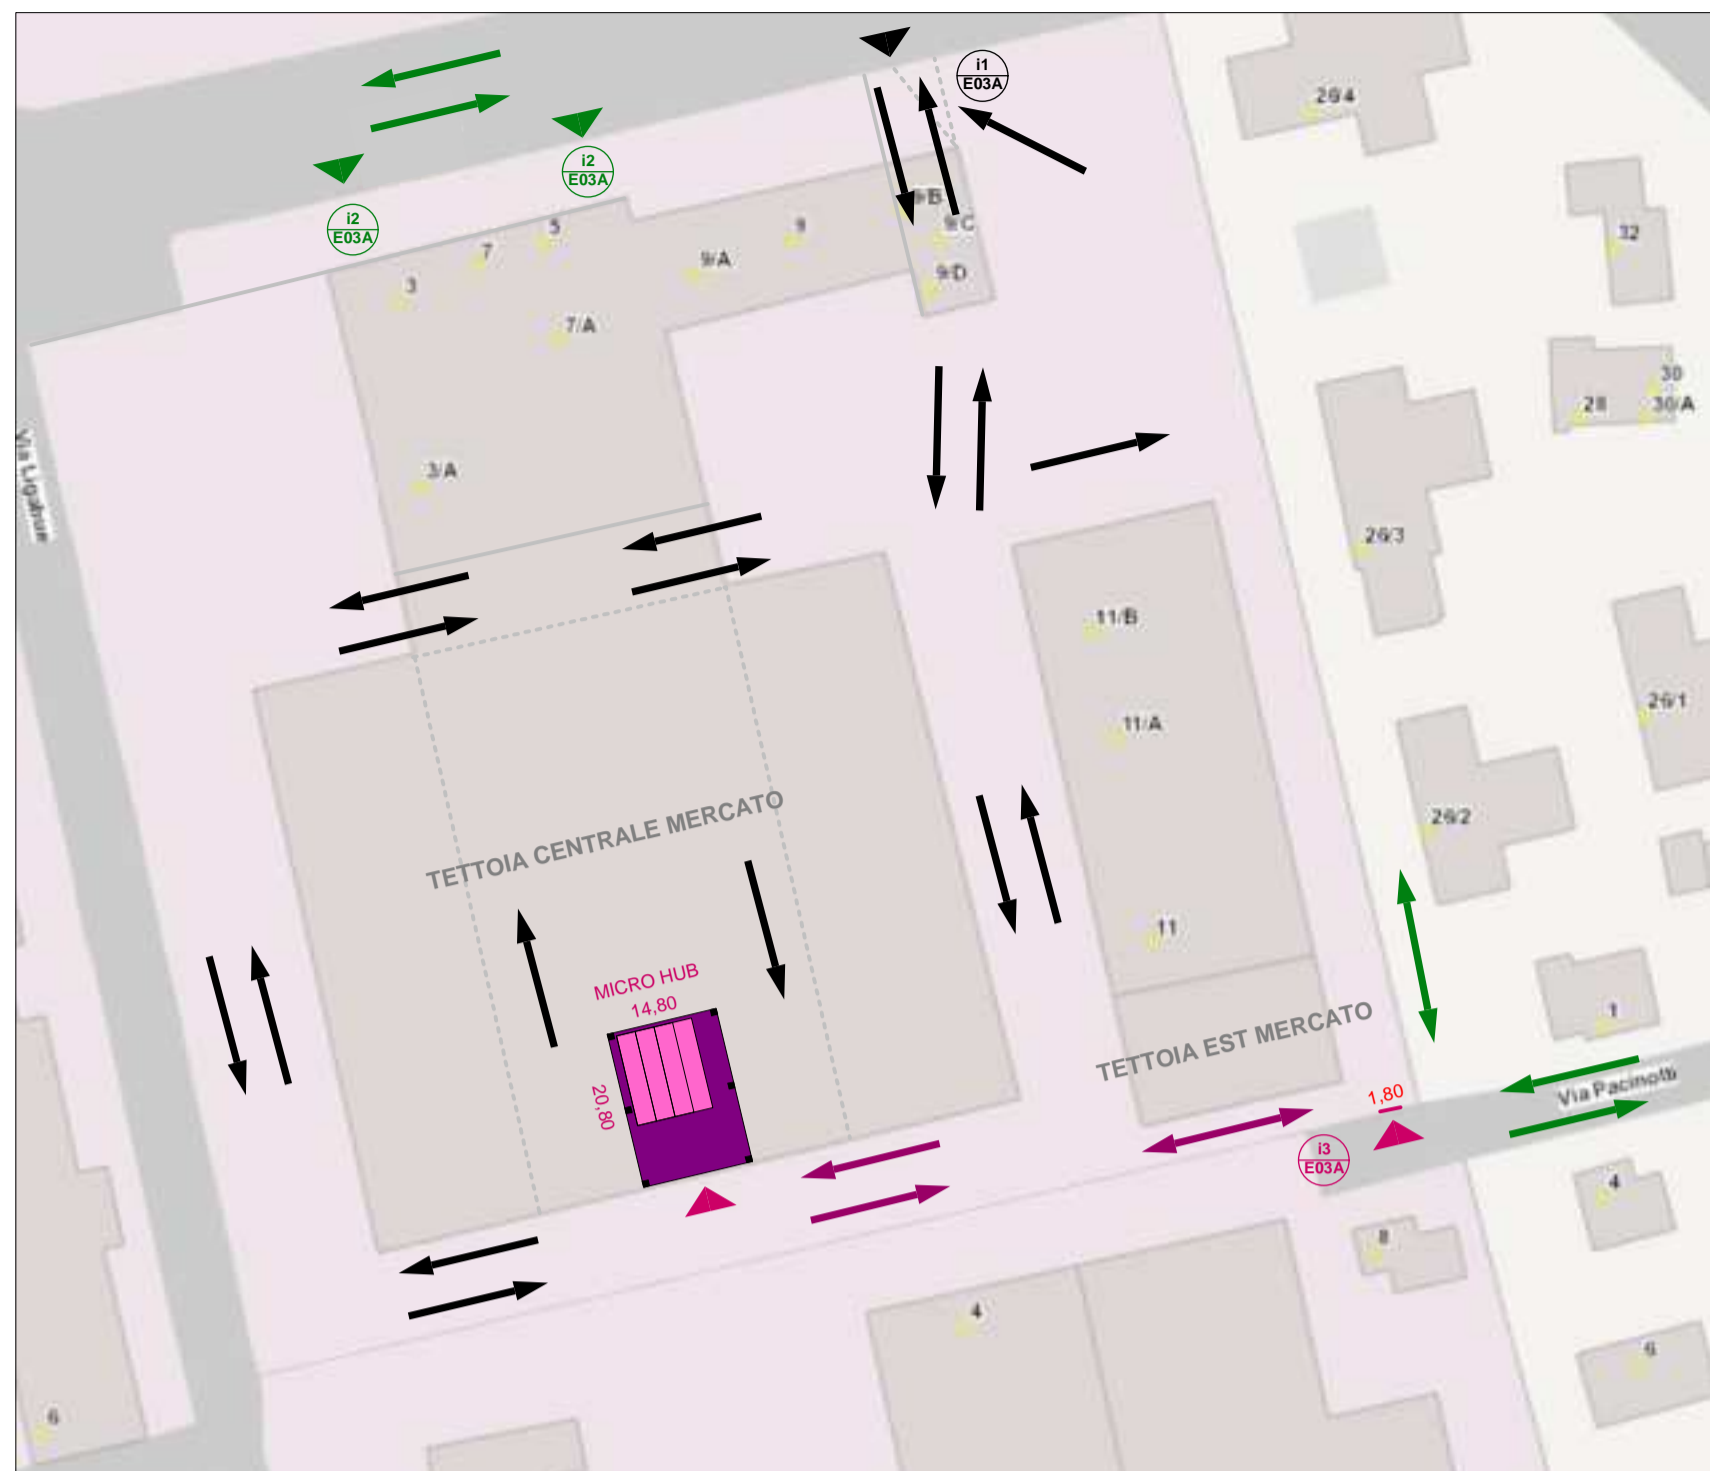 i1
E03A
26/4
i2
E03A
9/B
i2
E03A
5
9
9/C
32
7
9/A
9/D
3
7/A
30
28
30/A
Via Ligabue
3/A
26/3
11/B
26/1
11/A
TETTOIA CENTRALE MERCATO
26/2
11
MICRO HUB
14,80
1
TETTOIA EST MERCATO
20,80
Via Pacinotti
1,80
i3
E03A
4
8
4
6
6